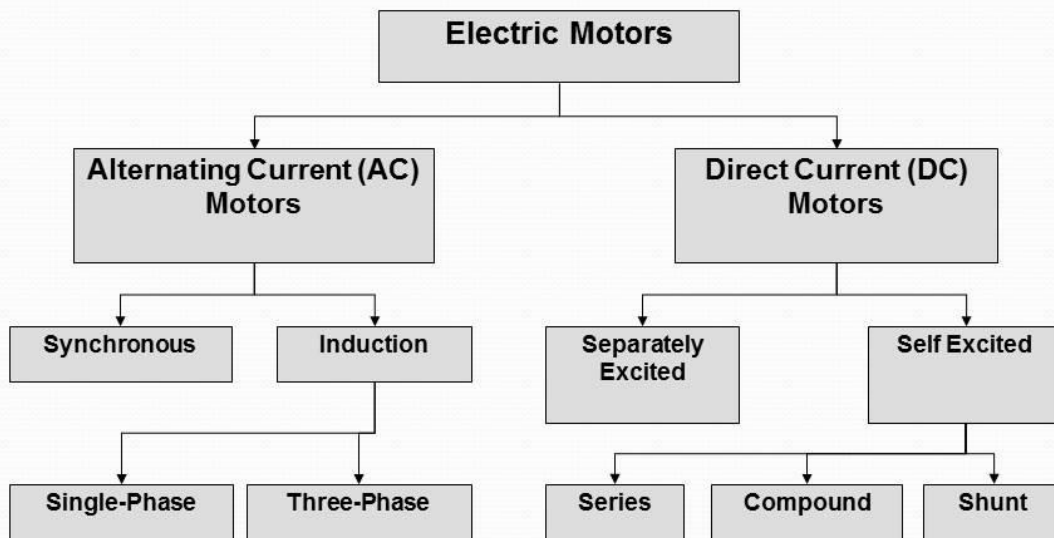 Electric Motors
Alternating Current (AC)
Motors
Direct Current (DC)
Motors
Synchronous
Induction
Separately
Excited
Self Excited
Single-Phase
Three-Phase
Series
Compound
Shunt